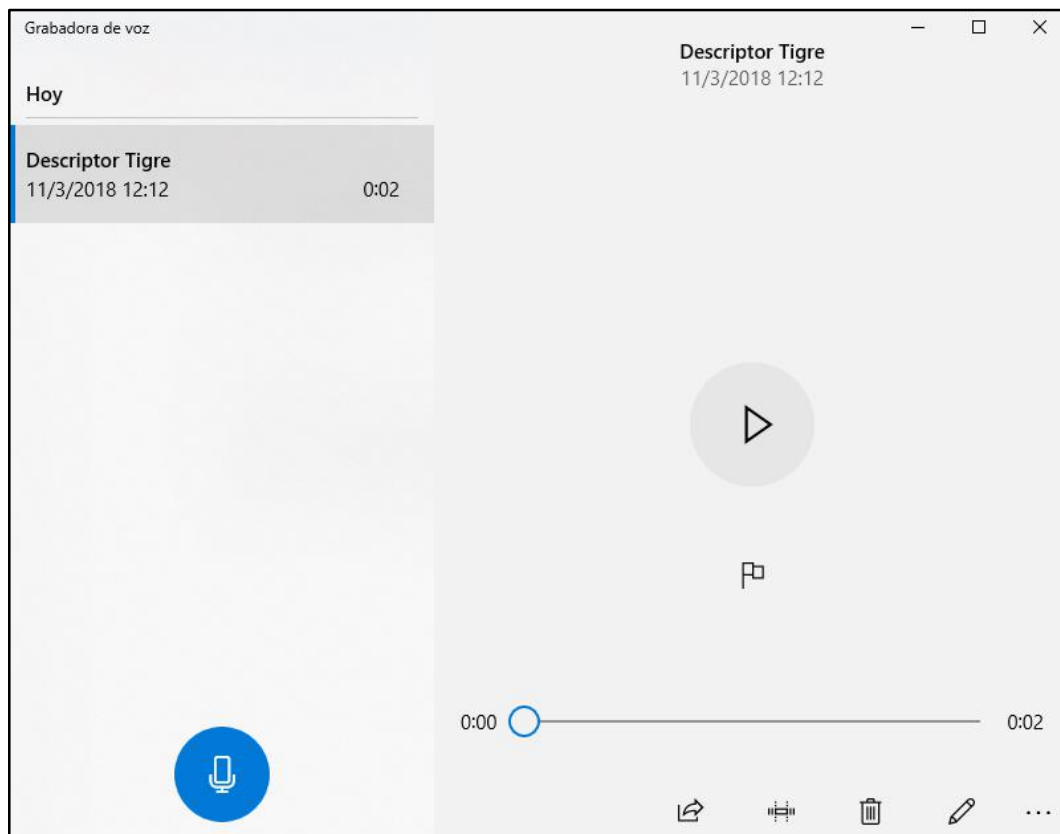 Grabadora de voz
Hoy
Descriptor Tigre
11/3/2018 12:12 0:02
Descriptor Tigre
11/3/2018 12:12
0:00 0:02